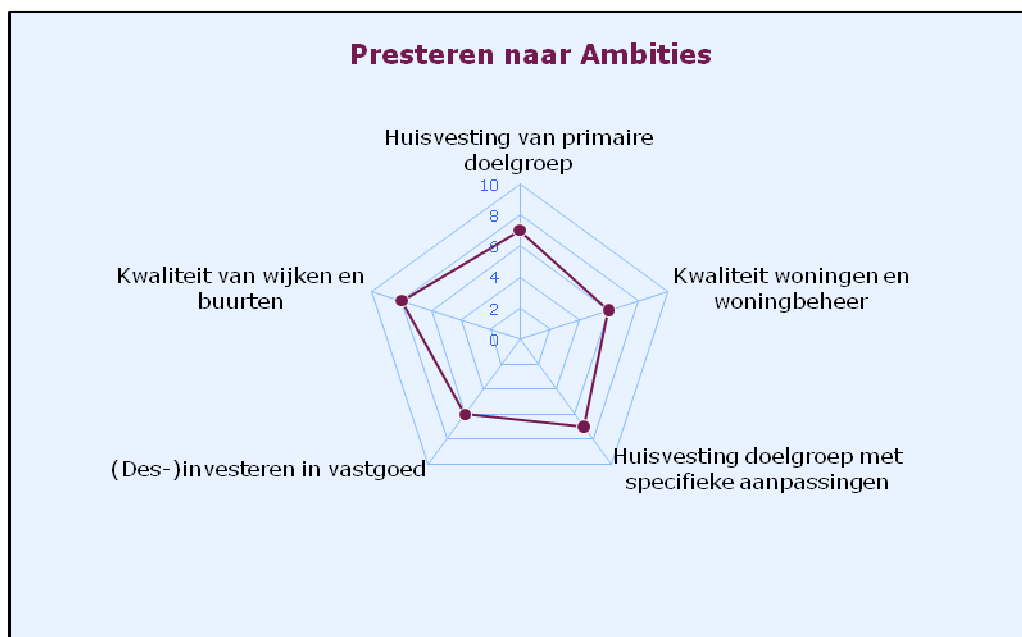 Presteren naar Ambities
Huisvesting van primaire
doelgroep
10
8
6
4
2
0
Kwaliteit van wijken en
buurten
Kwaliteit woningen en
woningbeheer
(Des-)investeren in vastgoed
Huisvesting doelgroep met
specifieke aanpassingen